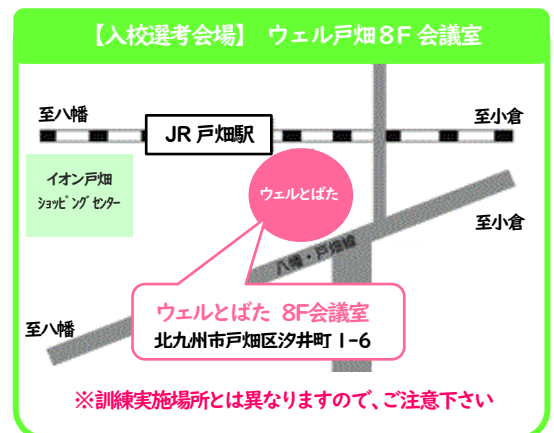 【入校選考会場】 ウェル戸畑8F会議室
至八幡
至小倉
JR戸畑駅
イオン戸畑
ｼｮｯﾋﾟﾝｸﾞｾﾝﾀｰ
ウェルとばた
至小倉
八幡・戸畑線
ウェルとばた 8F会議室
北九州市戸畑区汐井町1-6
至八幡
※訓練実施場所とは異なりますので、ご注意下さい